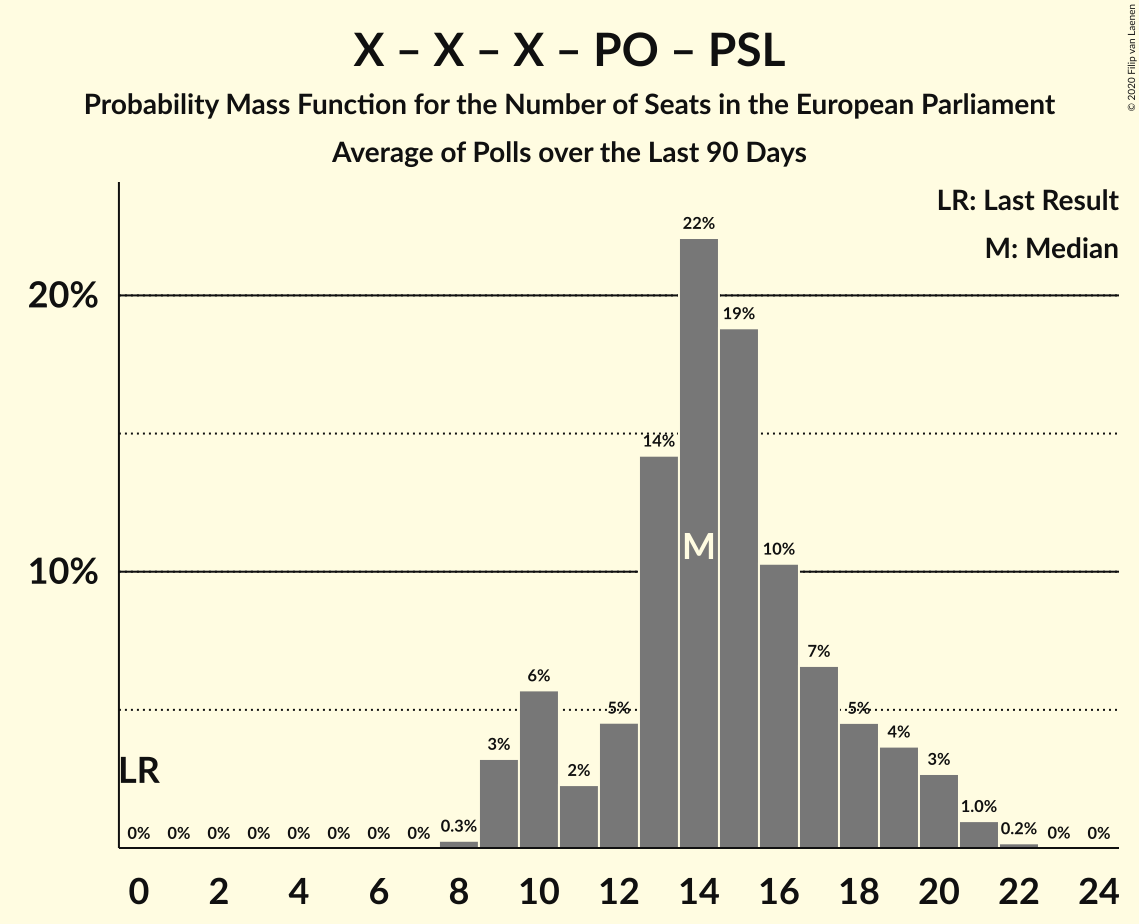 X – X – X – PO – PSL
Probability Mass Function for the Number of Seats in the European Parliament
Average of Polls over the Last 90 Days
© 2020 Filip van Laenen
LR: Last Result
M: Median
20%
10%
LR
M
0% 0% 0% 0% 0% 0% 0% 0% 0.3% 3% 6% 2% 5% 14% 22% 19% 10% 7% 5% 4% 3% 1.0% 0.2% 0% 0%
0 2 4 6 8 10 12 14 16 18 20 22 24